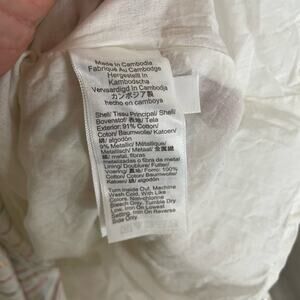 Made In Cambodia
Fabriqué Au Cambodge
Hergestellt In
Kambodscha
Vervaardigd In Cambodja
カンボジア製
hecho en camboya
Shell/ Tissu Principal/ Shell/
Bovenstof/ 表地/ Tela
Exterior: 91% Cotton/
Coton/ Baumwolle/ Katoen/
綿/ algodón
9% Metallic/ Métallique/
Metallisch/ Metaal/ 金属繊
維/ metal, fibras
metalizadas o fibra da metal
Lining/ Doublure/ Futter/
Voering/ 裏地/ Forro: 100%
Cotton/ Coton/ Baumwolle/
Katoen/ 綿/ algodón
Turn Inside Out, Machine
Wash Cold, With Like
Colors, Non-chlorine
Bleach Only, Tumble Dry
Low, Iron On Lowest
Setting, Iron On Reverse
Side Only